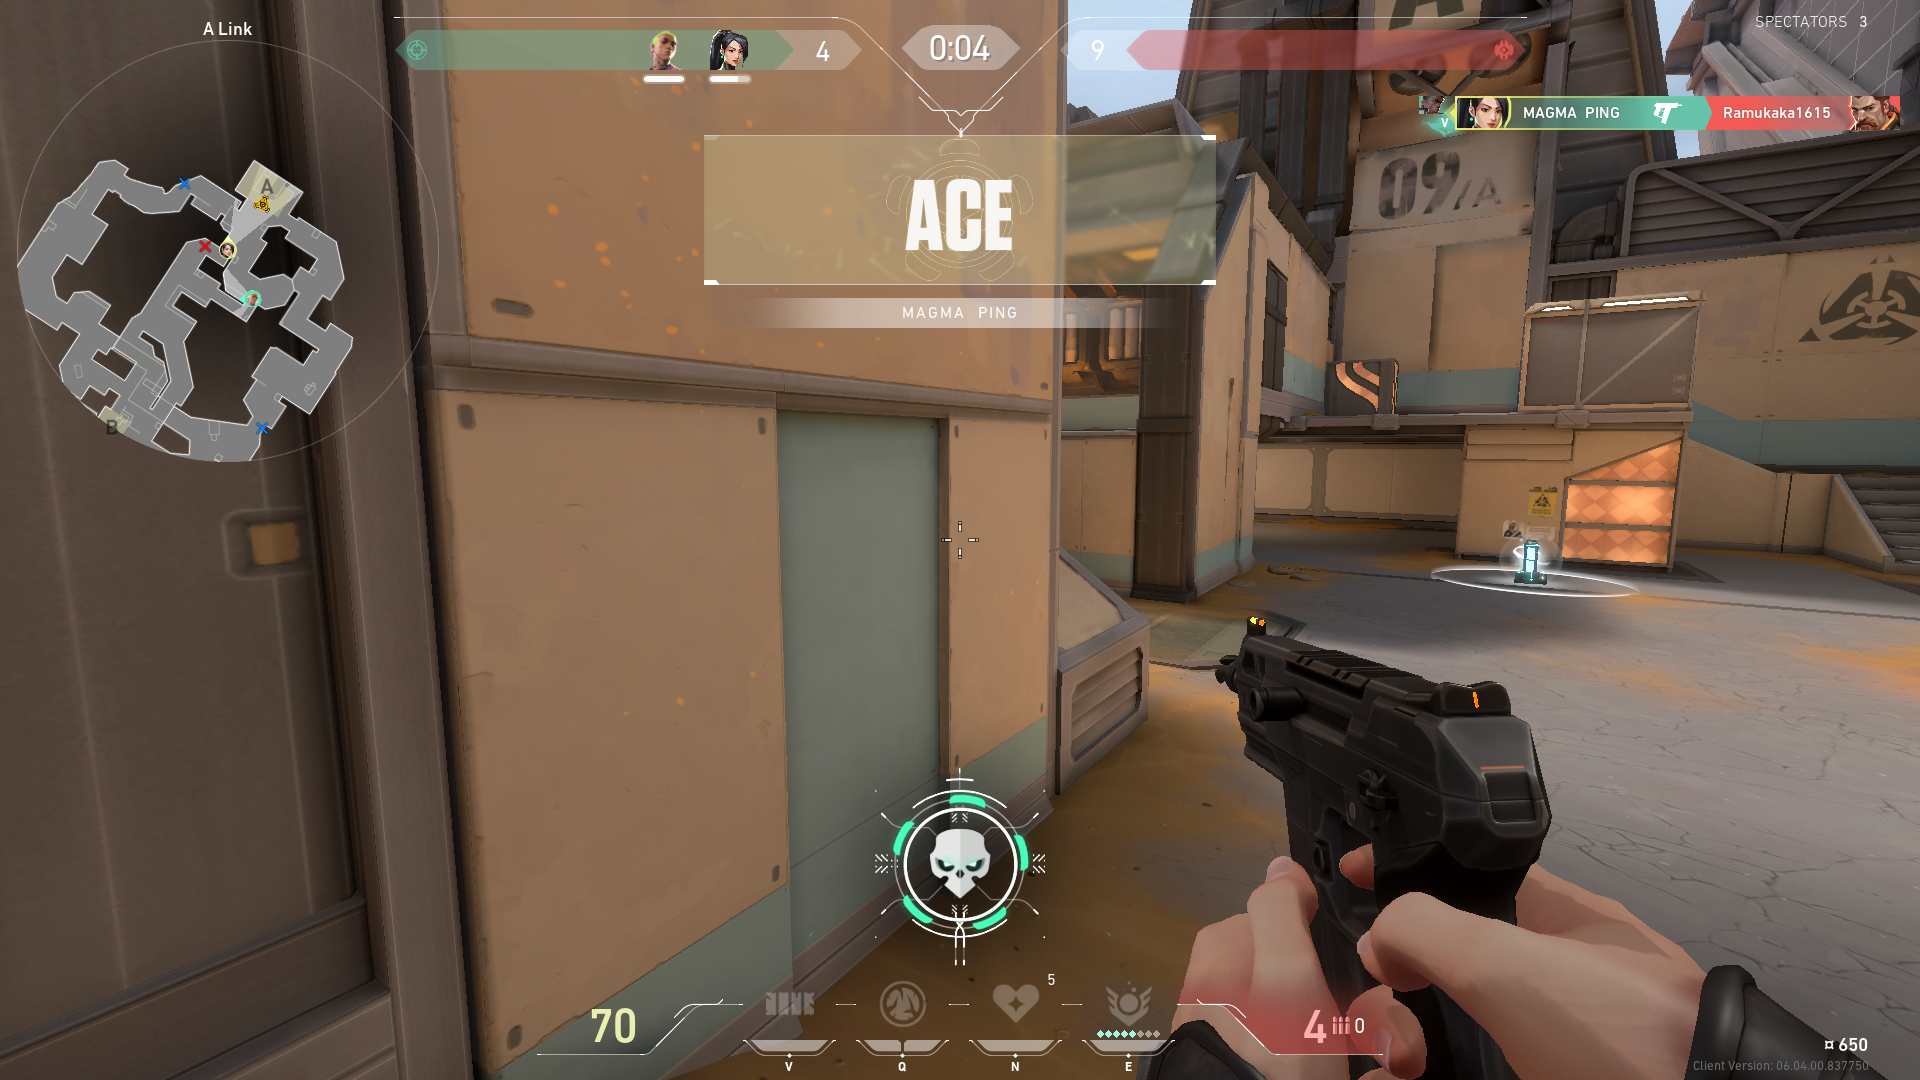 A Link
4
0:04
9
SPECTATORS 3
V
MAGMA PING
Ramukaka1615
ACE
MAGMA PING
A
B
09/A
5
70
4
0
V
Q
N
E
¤ 650
Client Version: 06.04.00.837750